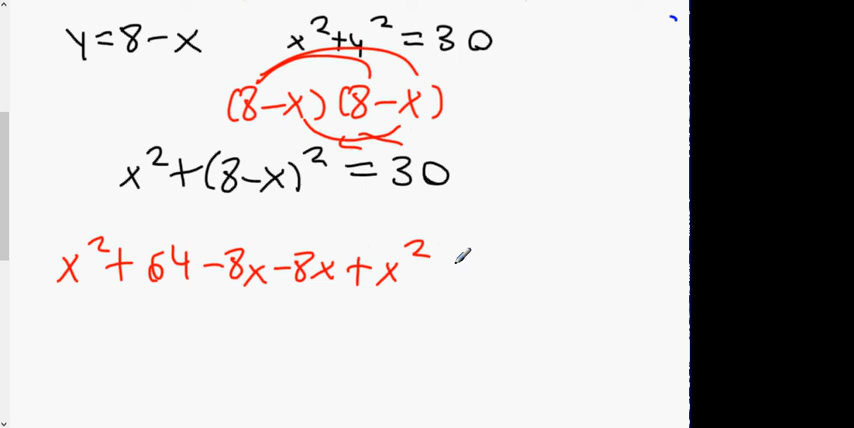 y=8-x x²+y²=30
(8-x)(8-x)
x²+(8-x)²=30
x²+64-8x-8x+x²